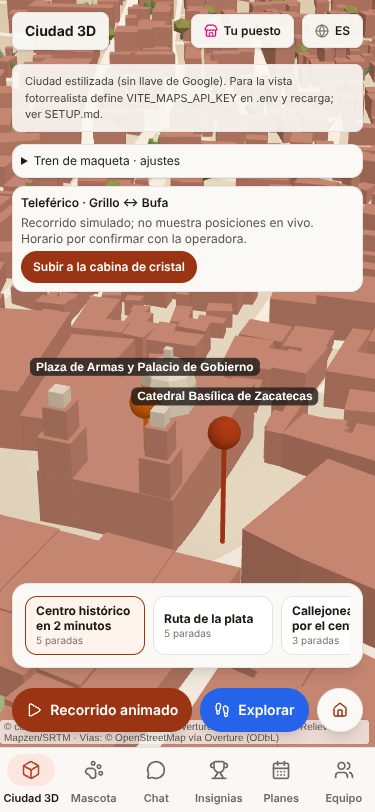 Ciudad 3D
Tu puesto
ES
Ciudad estilizada (sin llave de Google). Para la vista
fotorrealista define VITE_MAPS_API_KEY en .env y recarga;
ver SETUP.md.
Tren de maqueta · ajustes
Teleférico · Grillo ↔ Bufa
Recorrido simulado; no muestra posiciones en vivo.
Horario por confirmar con la operadora.
Subir a la cabina de cristal
Plaza de Armas y Palacio de Gobierno
Catedral Basílica de Zacatecas
Centro histórico
en 2 minutos
5 paradas
Ruta de la plata
5 paradas
por el
3 paradas
Recorrido animado
Explorar
Mapzen/SRTM · Vías: © OpenStreetMap vía Overture (ODbL)
Ciudad 3D
Mascota
Chat
Insignias
Planes
Equipo